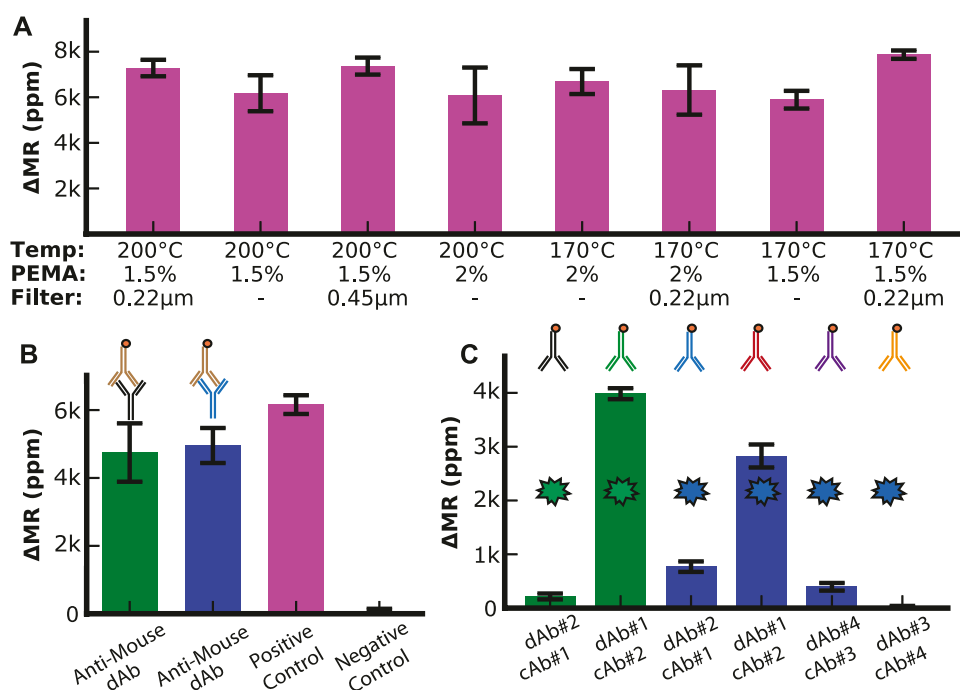 A
ΔMR (ppm)
8k
6k
4k
2k
Temp: 200°C 200°C 200°C 200°C 170°C 170°C 170°C 170°C
PEMA: 1.5% 1.5% 1.5% 2% 2% 2% 1.5% 1.5%
Filter: 0.22μm - 0.45μm - - 0.22μm - 0.22μm
B
ΔMR (ppm)
6k
4k
2k
0
Anti-Mouse
dAb
Anti-Mouse
dAb
Positive
Control
Negative
Control
C
ΔMR (ppm)
4k
3k
2k
1k
0
dAb#2
cAb#1
dAb#1
cAb#2
dAb#2
cAb#1
dAb#1
cAb#2
dAb#4
cAb#3
dAb#3
cAb#4